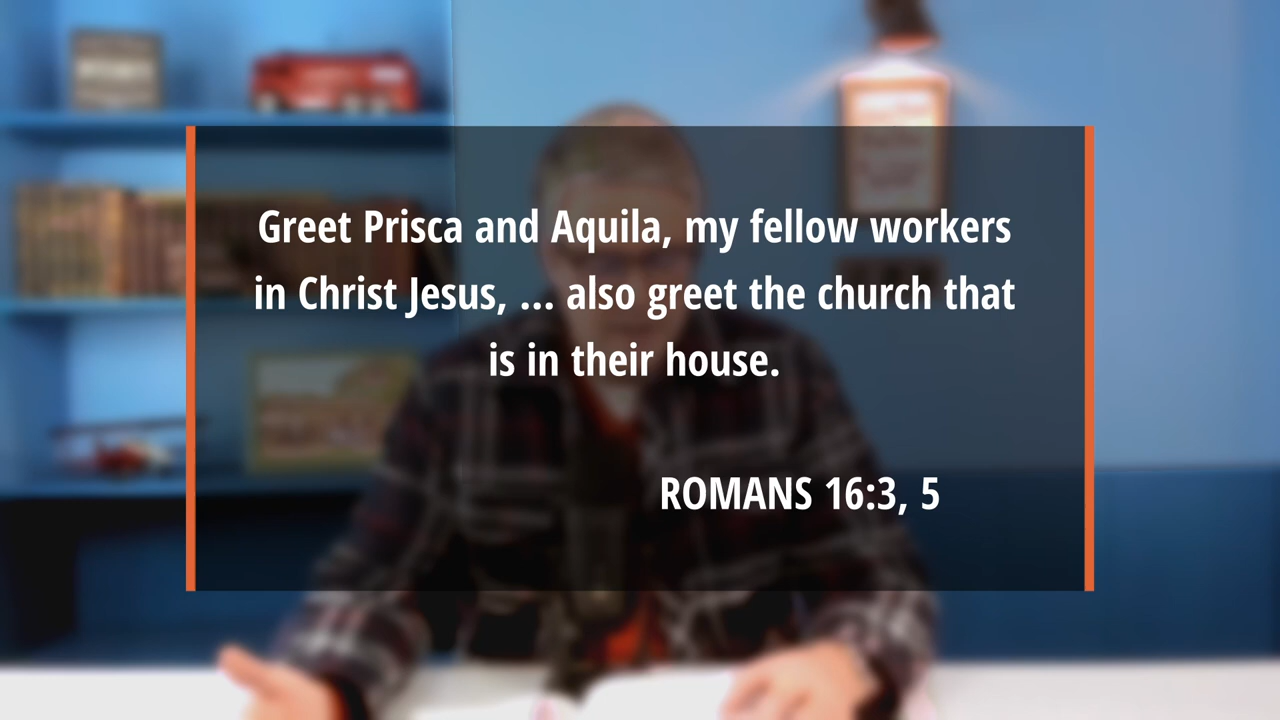 Greet Prisca and Aquila, my fellow workers
in Christ Jesus, ... also greet the church that
is in their house.
ROMANS 16:3, 5